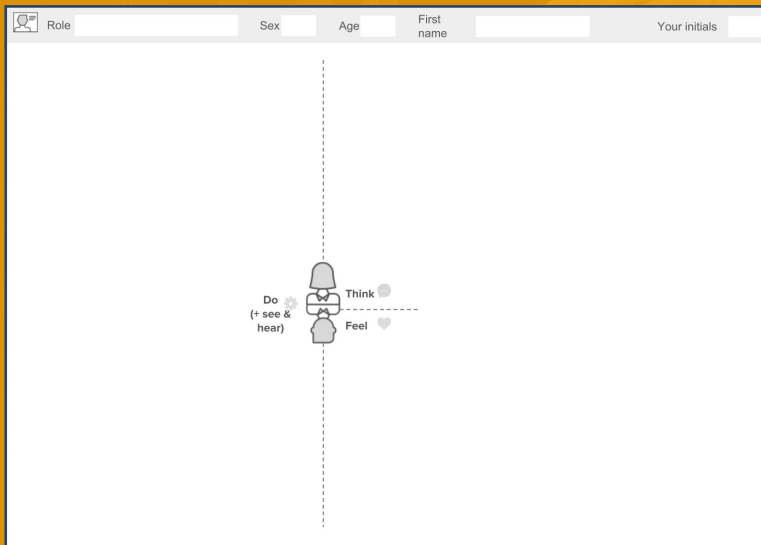 Role Sex Age First name Your initials
Think
Do
(+ see &
hear)
Feel